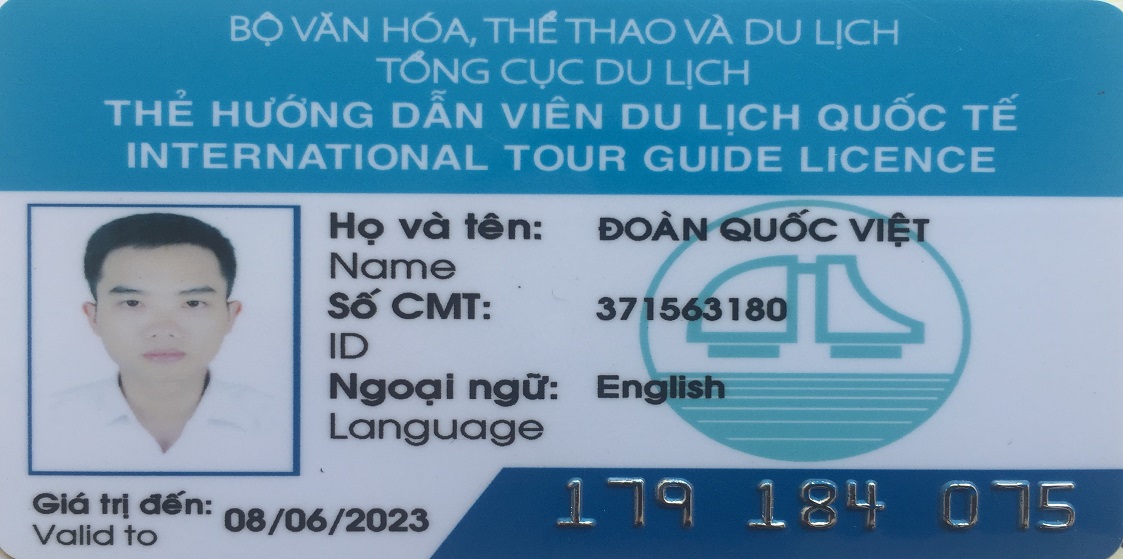 BỘ VĂN HÓA, THỂ THAO VÀ DU LỊCH
TỔNG CỤC DU LỊCH
THẺ HƯỚNG DẪN VIÊN DU LỊCH QUỐC TẾ
INTERNATIONAL TOUR GUIDE LICENCE
Họ và tên: ĐOÀN QUỐC VIỆT
Name
Số CMT: 371563180
ID
Ngoại ngữ: English
Language
Giá trị đến: 08/06/2023
Valid to
179 184 075